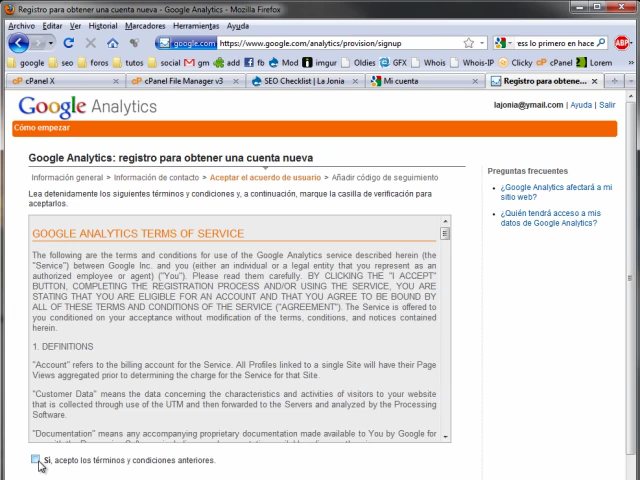 Registro para obtener una cuenta nueva - Google Analytics - Mozilla Firefox
Archivo Editar Ver Historial Marcadores Herramientas Ayuda
google.com https://www.google.com/analytics/provision/signup ess lo primero en hace ABP
google seo foros tutos social M gm add fb Mod imgur Oldies GFX Whois Whois-IP Clicky cP cPanel Lorem »
cP cPanel X cP cPanel File Manager v3 SEO Checklist | La Jonia Mi cuenta Registro para obtene...
Google Analytics
lajonia@ymail.com | Ayuda | Salir
Cómo empezar
Google Analytics: registro para obtener una cuenta nueva
Información general > Información de contacto > Aceptar el acuerdo de usuario > Añadir código de seguimiento
Lea detenidamente los siguientes términos y condiciones y, a continuación, marque la casilla de verificación para
aceptarlos.
GOOGLE ANALYTICS TERMS OF SERVICE
The following are the terms and conditions for use of the Google Analytics service described herein (the
"Service") between Google Inc. and you (either an individual or a legal entity that you represent as an
authorized employee or agent) ("You"). Please read them carefully. BY CLICKING THE "I ACCEPT"
BUTTON, COMPLETING THE REGISTRATION PROCESS AND/OR USING THE SERVICE, YOU ARE
STATING THAT YOU ARE ELIGIBLE FOR AN ACCOUNT AND THAT YOU AGREE TO BE BOUND BY
ALL OF THESE TERMS AND CONDITIONS OF THE SERVICE ("AGREEMENT"). The Service is offered to
you conditioned on your acceptance without modification of the terms, conditions, and notices contained
herein.
1. DEFINITIONS
"Account" refers to the billing account for the Service. All Profiles linked to a single Site will have their Page
Views aggregated prior to determining the charge for the Service for that Site.
"Customer Data" means the data concerning the characteristics and activities of visitors to your website
that is collected through use of the UTM and then forwarded to the Servers and analyzed by the Processing
Software.
"Documentation" means any accompanying proprietary documentation made available to You by Google for
Sí, acepto los términos y condiciones anteriores.
Preguntas frecuentes
¿Google Analytics afectará a mi
sitio web?
¿Quién tendrá acceso a mis
datos de Google Analytics?